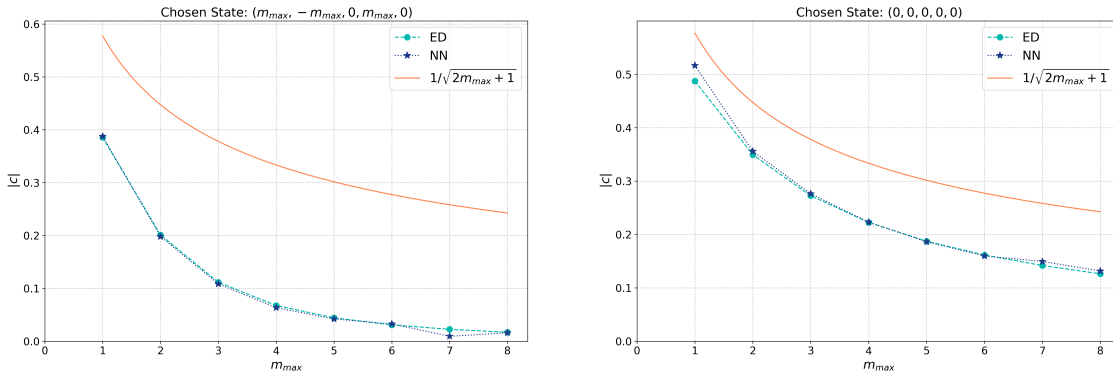 Chosen State: (m_max, − m_max, 0, m_max, 0)
0.6
0.5
0.4
0.3
0.2
0.1
0.0
|c|
ED
NN
1/√2m_max + 1
0 1 2 3 4 5 6 7 8
m_max
Chosen State: (0, 0, 0, 0, 0)
0.5
0.4
0.3
0.2
0.1
0.0
|c|
ED
NN
1/√2m_max + 1
0 1 2 3 4 5 6 7 8
m_max